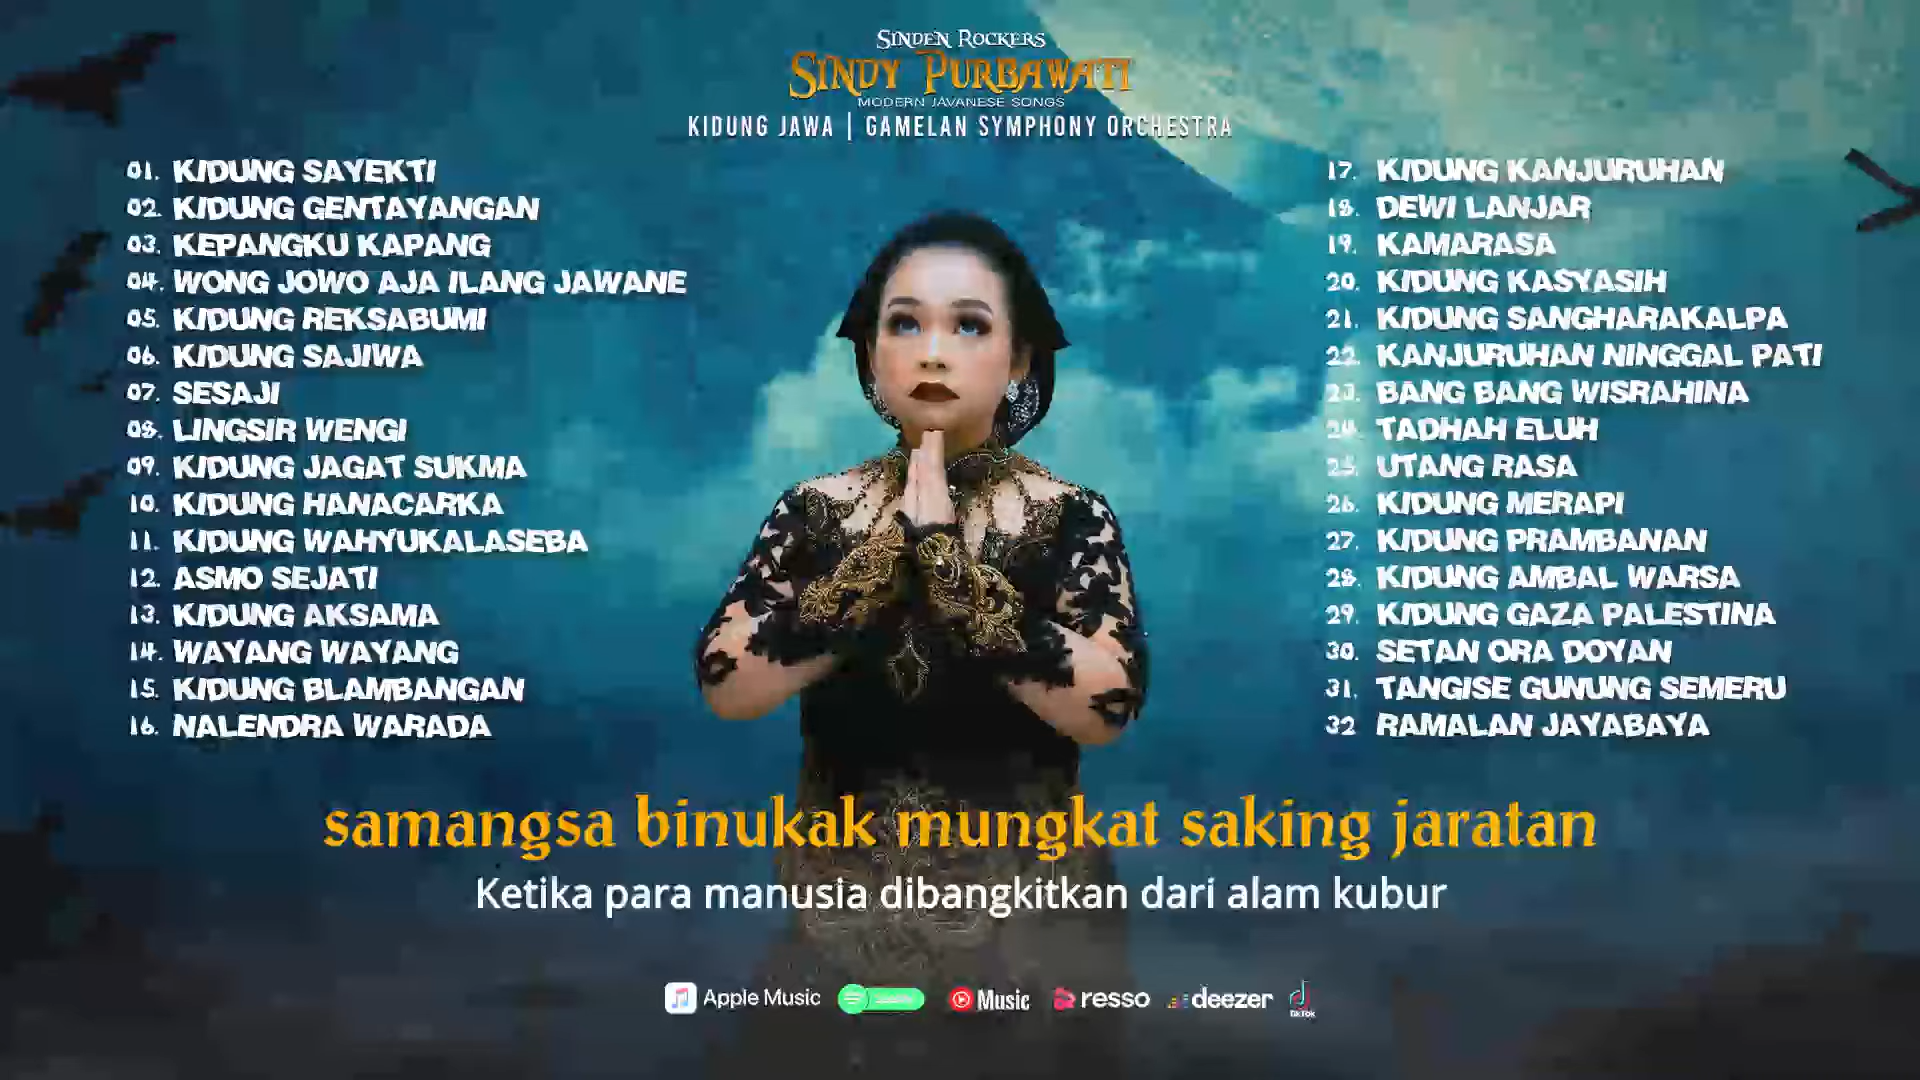 SINDEN ROCKERS
SINDY PURBAWATI
MODERN JAVANESE SONGS
KIDUNG JAWA | GAMELAN SYMPHONY ORCHESTRA
01. KIDUNG SAYEKTI
02. KIDUNG GENTAYANGAN
03. KEPANGKU KAPANG
04. WONG JOWO AJA ILANG JAWANE
05. KIDUNG REKSABUMI
06. KIDUNG SAJIWA
07. SESAJI
08. LINGSIR WENGI
09. KIDUNG JAGAT SUKMA
10. KIDUNG HANACARKA
11. KIDUNG WAHYUKALASEBA
12. ASMO SEJATI
13. KIDUNG AKSAMA
14. WAYANG WAYANG
15. KIDUNG BLAMBANGAN
16. NALENDRA WARADA
17. KIDUNG KANJURUHAN
18. DEWI LANJAR
19. KAMARASA
20. KIDUNG KASYASIH
21. KIDUNG SANGHARAKALPA
22. KANJURUHAN NINGGAL PATI
23. BANG BANG WISRAHINA
24. TADHAH ELUH
25. UTANG RASA
26. KIDUNG MERAPI
27. KIDUNG PRAMBANAN
28. KIDUNG AMBAL WARSA
29. KIDUNG GAZA PALESTINA
30. SETAN ORA DOYAN
31. TANGISE GUNUNG SEMERU
32 RAMALAN JAYABAYA
samangsa binukak mungkat saking jaratan
Ketika para manusia dibangkitkan dari alam kubur
Apple Music Music resso deezer TikTok